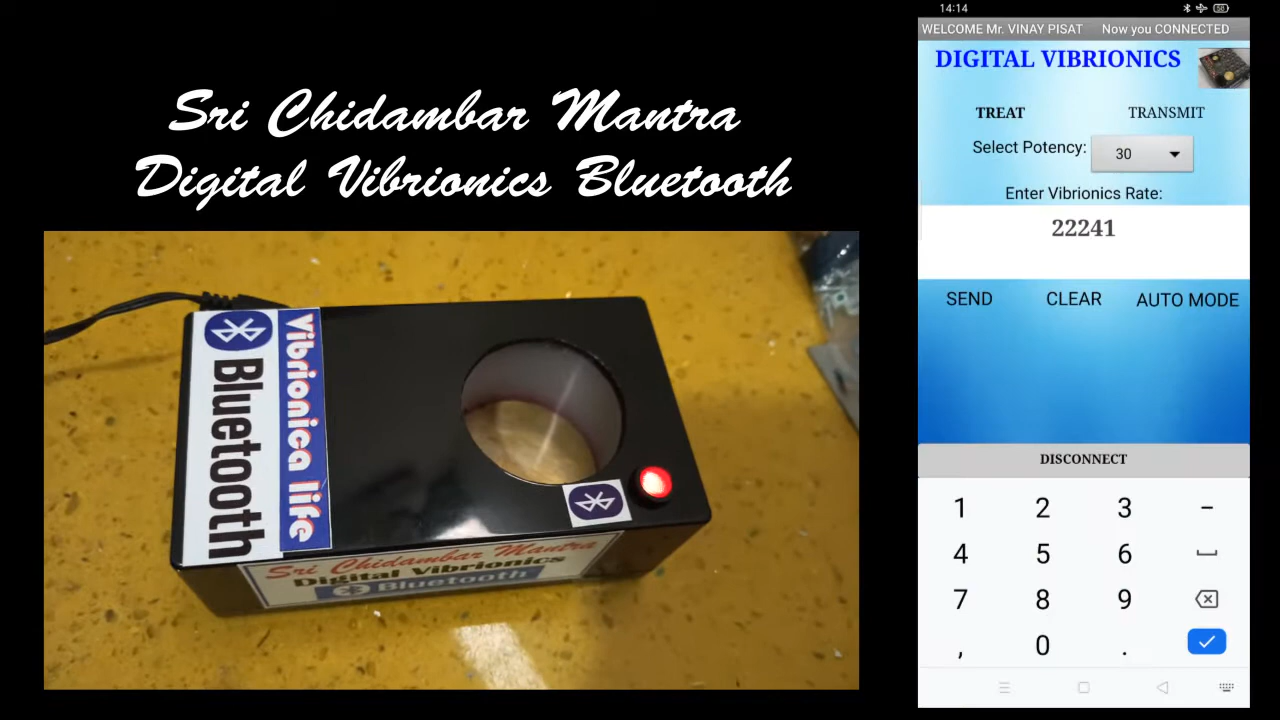 Sri Chidambar Mantra
Digital Vibrionics Bluetooth
Bluetooth
Vibrionica life
Sri Chidambar Mantra
Digital Vibrionics
Bluetooth
14:14
58
WELCOME Mr. VINAY PISAT Now you CONNECTED
DIGITAL VIBRIONICS
TREAT TRANSMIT
Select Potency: 30
Enter Vibrionics Rate:
22241
SEND CLEAR AUTO MODE
DISCONNECT
1 2 3 −
4 5 6
7 8 9
, 0 .